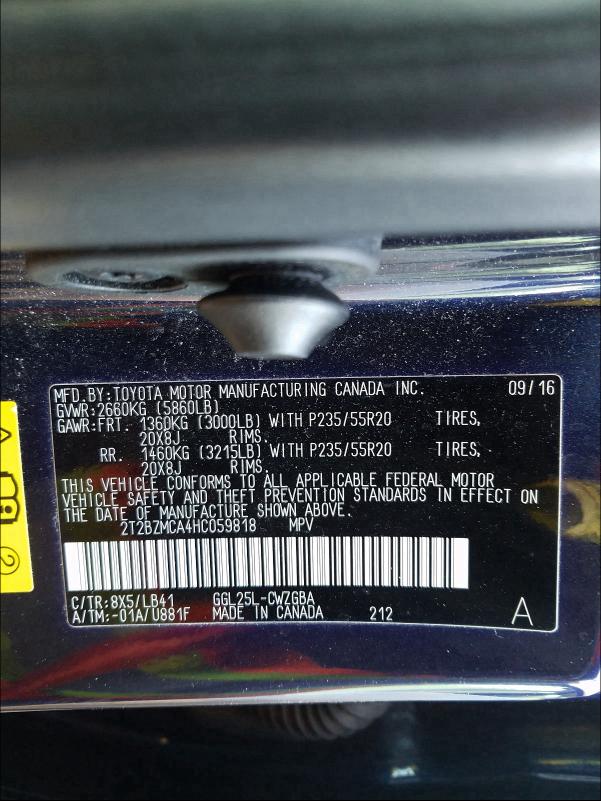 MFD.BY:TOYOTA MOTOR MANUFACTURING CANADA INC. 09/16
GVWR:2660KG (5860LB)
GAWR:FRT. 1360KG (3000LB) WITH P235/55R20 TIRES,
20X8J RIMS.
RR. 1460KG (3215LB) WITH P235/55R20 TIRES,
20X8J RIMS.
THIS VEHICLE CONFORMS TO ALL APPLICABLE FEDERAL MOTOR
VEHICLE SAFETY AND THEFT PREVENTION STANDARDS IN EFFECT ON
THE DATE OF MANUFACTURE SHOWN ABOVE.
2T2BZMCA4HC059818 MPV
C/TR:8X5/LB41 GGL25L-CWZGBA
A/TM:-01A/U881F MADE IN CANADA 212 A
2